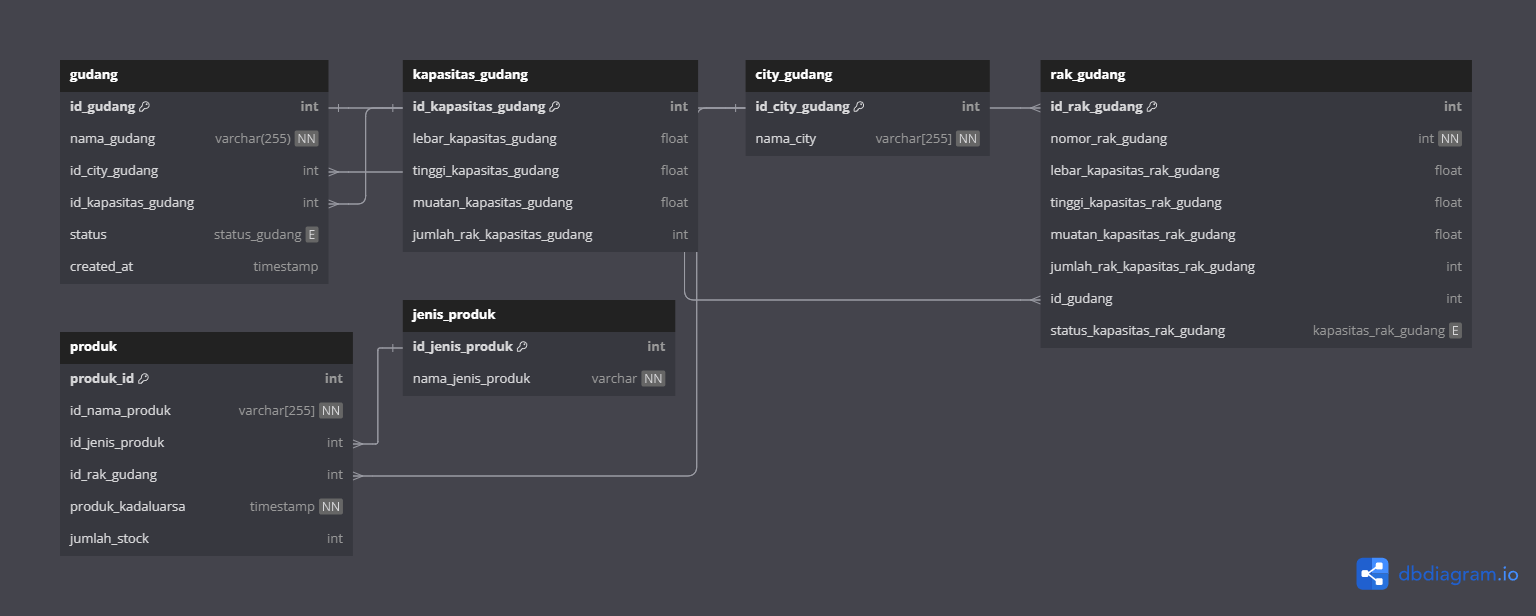 gudang
id_gudang int
nama_gudang varchar(255) NN
id_city_gudang int
id_kapasitas_gudang int
status status_gudang E
created_at timestamp
kapasitas_gudang
id_kapasitas_gudang int
lebar_kapasitas_gudang float
tinggi_kapasitas_gudang float
muatan_kapasitas_gudang float
jumlah_rak_kapasitas_gudang int
city_gudang
id_city_gudang int
nama_city varchar[255] NN
rak_gudang
id_rak_gudang int
nomor_rak_gudang int NN
lebar_kapasitas_rak_gudang float
tinggi_kapasitas_rak_gudang float
muatan_kapasitas_rak_gudang float
jumlah_rak_kapasitas_rak_gudang int
id_gudang int
status_kapasitas_rak_gudang kapasitas_rak_gudang E
produk
produk_id int
id_nama_produk varchar[255] NN
id_jenis_produk int
id_rak_gudang int
produk_kadaluarsa timestamp NN
jumlah_stock int
jenis_produk
id_jenis_produk int
nama_jenis_produk varchar NN
dbdiagram.io